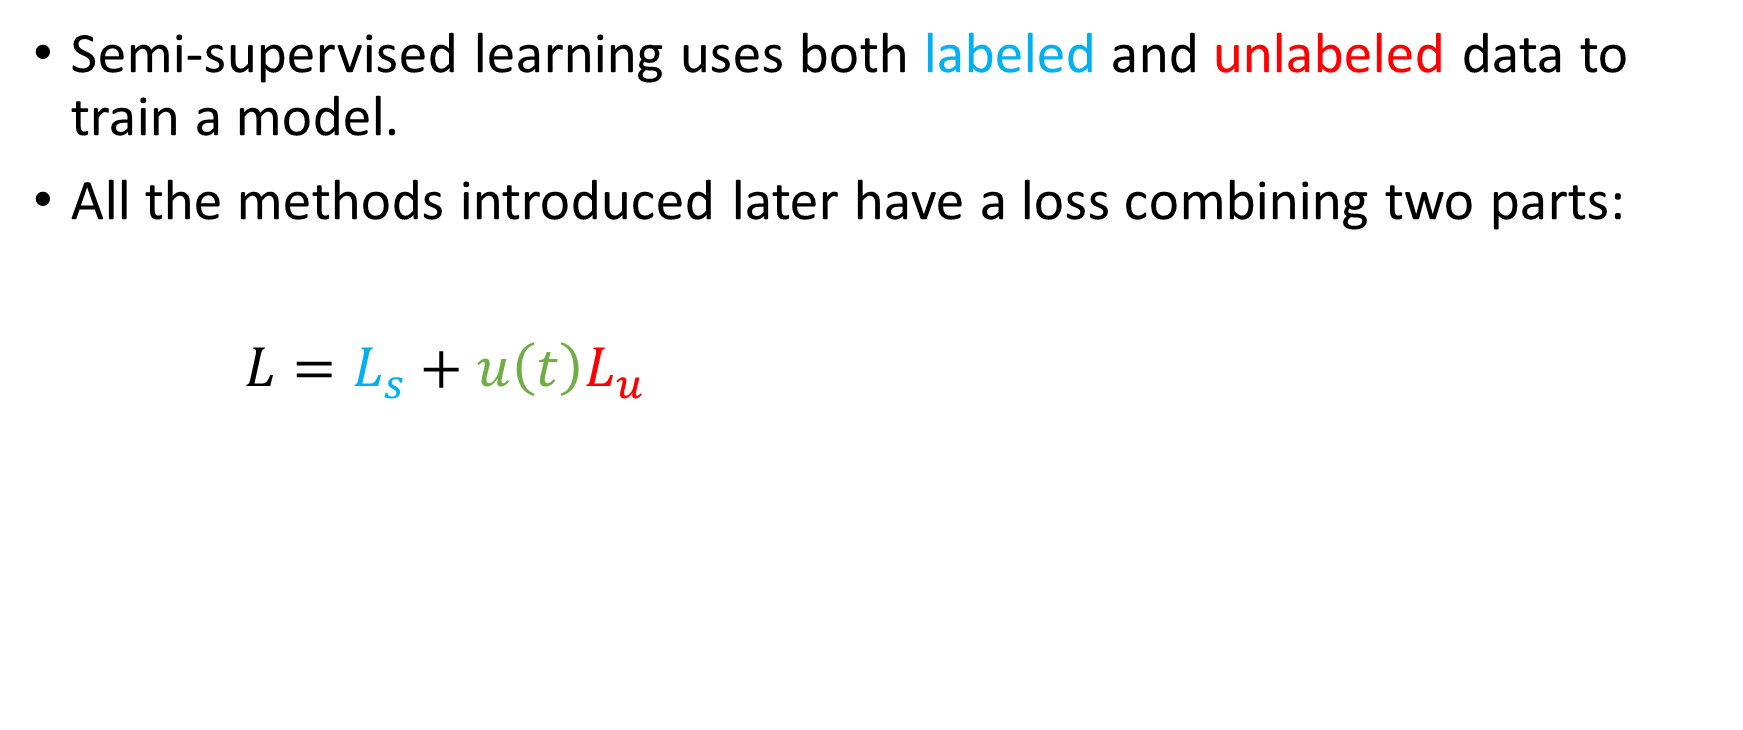 • Semi-supervised learning uses both labeled and unlabeled data to
train a model.
• All the methods introduced later have a loss combining two parts:
L = Lₛ + u(t)Lᵤ